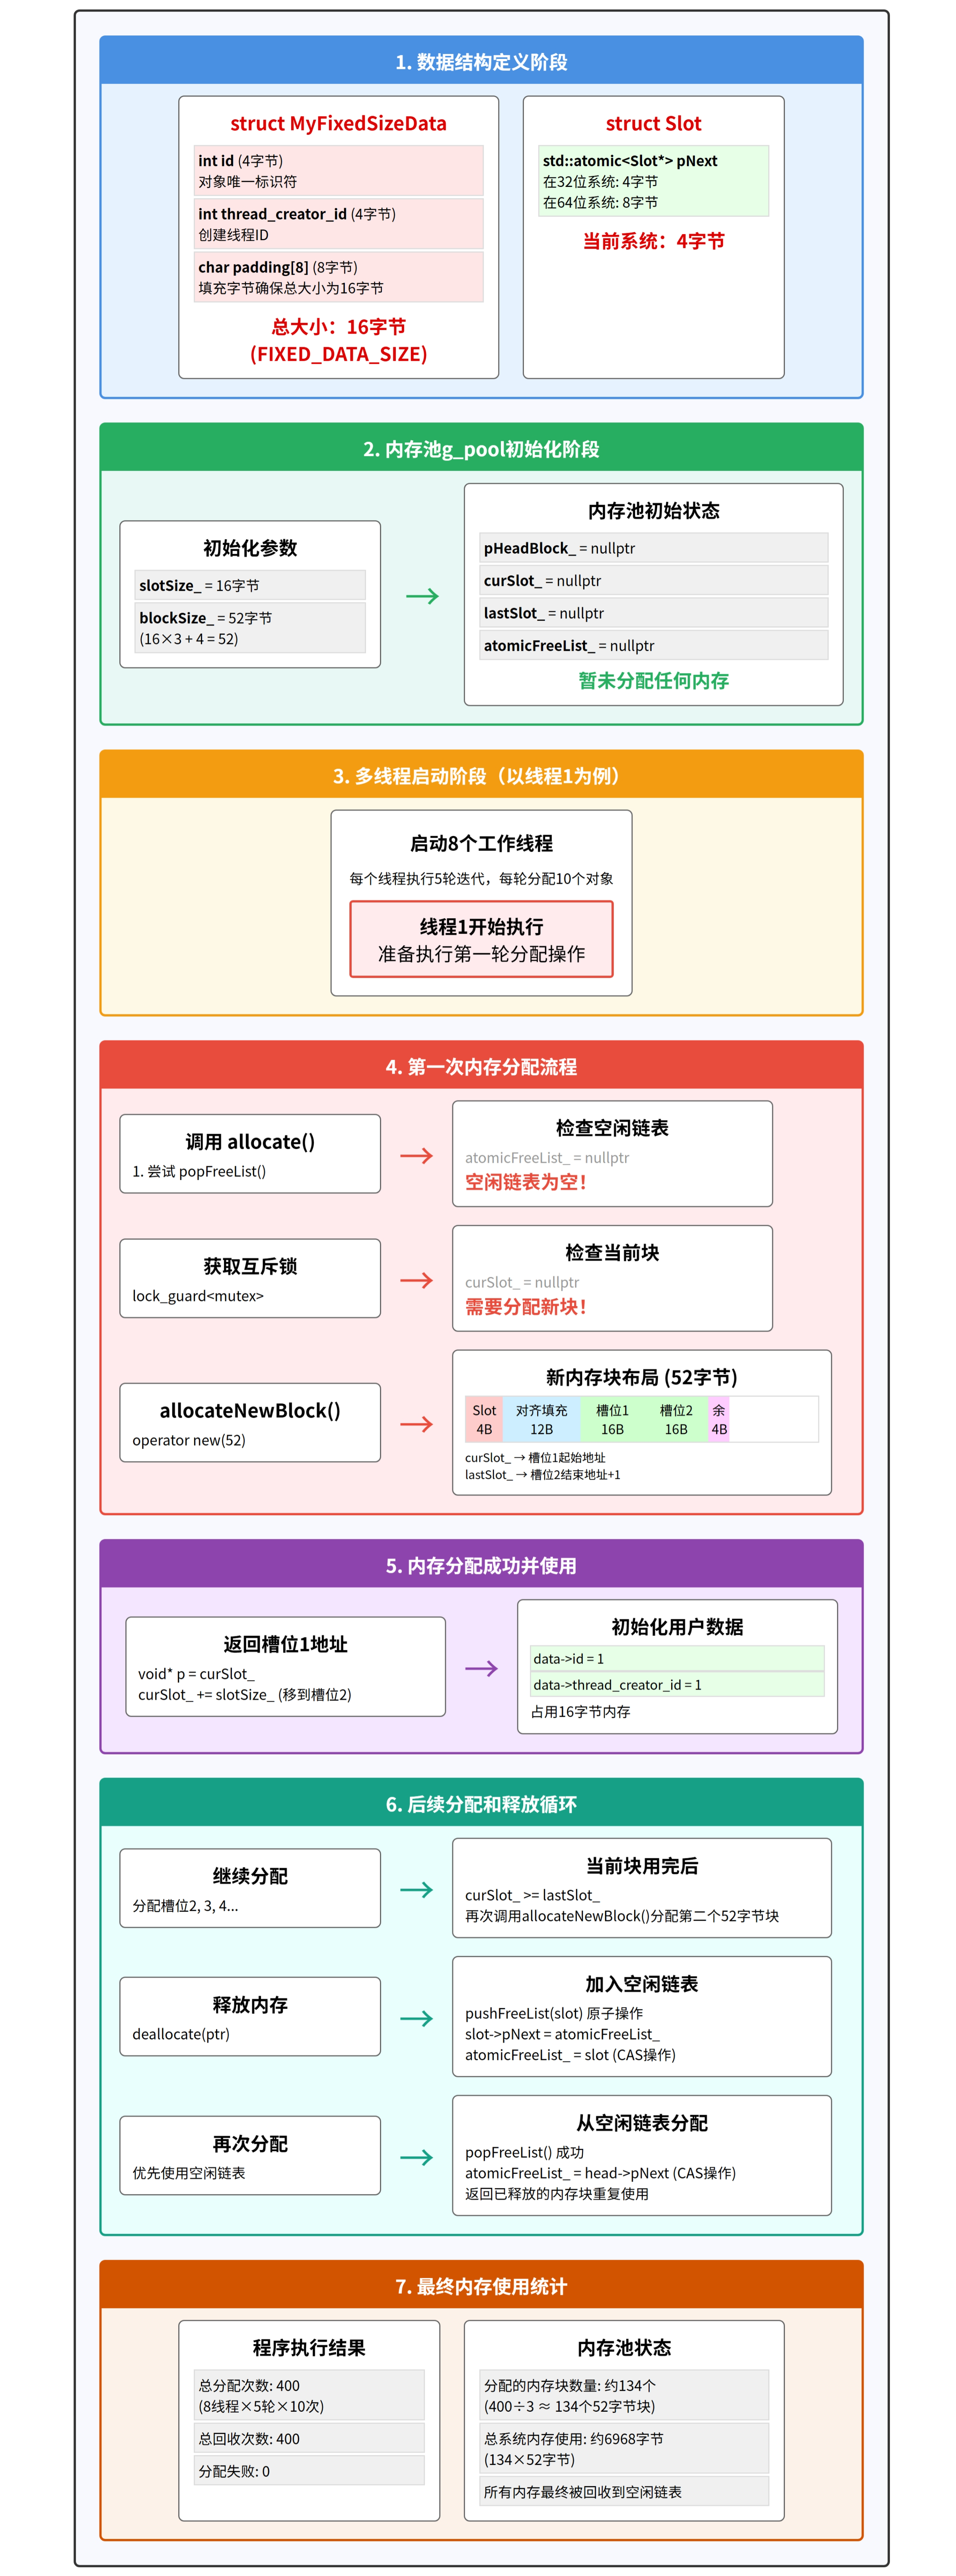 1. 数据结构定义阶段
struct MyFixedSizeData
int id (4字节)
对象唯一标识符
int thread_creator_id (4字节)
创建线程ID
char padding[8] (8字节)
填充字节确保总大小为16字节
总大小：16字节
(FIXED_DATA_SIZE)
struct Slot
std::atomic<Slot*> pNext
在32位系统: 4字节
在64位系统: 8字节
当前系统：4字节
2. 内存池g_pool初始化阶段
初始化参数
slotSize_ = 16字节
blockSize_ = 52字节
(16×3 + 4 = 52)
→
内存池初始状态
pHeadBlock_ = nullptr
curSlot_ = nullptr
lastSlot_ = nullptr
atomicFreeList_ = nullptr
暂未分配任何内存
3. 多线程启动阶段（以线程1为例）
启动8个工作线程
每个线程执行5轮迭代，每轮分配10个对象
线程1开始执行
准备执行第一轮分配操作
4. 第一次内存分配流程
调用 allocate()
1. 尝试 popFreeList()
→
检查空闲链表
atomicFreeList_ = nullptr
空闲链表为空！
获取互斥锁
lock_guard<mutex>
→
检查当前块
curSlot_ = nullptr
需要分配新块！
allocateNewBlock()
operator new(52)
→
新内存块布局 (52字节)
Slot
4B
对齐填充
12B
槽位1
16B
槽位2
16B
余
4B
curSlot_ → 槽位1起始地址
lastSlot_ → 槽位2结束地址+1
5. 内存分配成功并使用
返回槽位1地址
void* p = curSlot_
curSlot_ += slotSize_ (移到槽位2)
→
初始化用户数据
data->id = 1
data->thread_creator_id = 1
占用16字节内存
6. 后续分配和释放循环
继续分配
分配槽位2, 3, 4...
→
当前块用完后
curSlot_ >= lastSlot_
再次调用allocateNewBlock()分配第二个52字节块
释放内存
deallocate(ptr)
→
加入空闲链表
pushFreeList(slot) 原子操作
slot->pNext = atomicFreeList_
atomicFreeList_ = slot (CAS操作)
再次分配
优先使用空闲链表
→
从空闲链表分配
popFreeList() 成功
atomicFreeList_ = head->pNext (CAS操作)
返回已释放的内存块重复使用
7. 最终内存使用统计
程序执行结果
总分配次数: 400
(8线程×5轮×10次)
总回收次数: 400
分配失败: 0
内存池状态
分配的内存块数量: 约134个
(400÷3 ≈ 134个52字节块)
总系统内存使用: 约6968字节
(134×52字节)
所有内存最终被回收到空闲链表